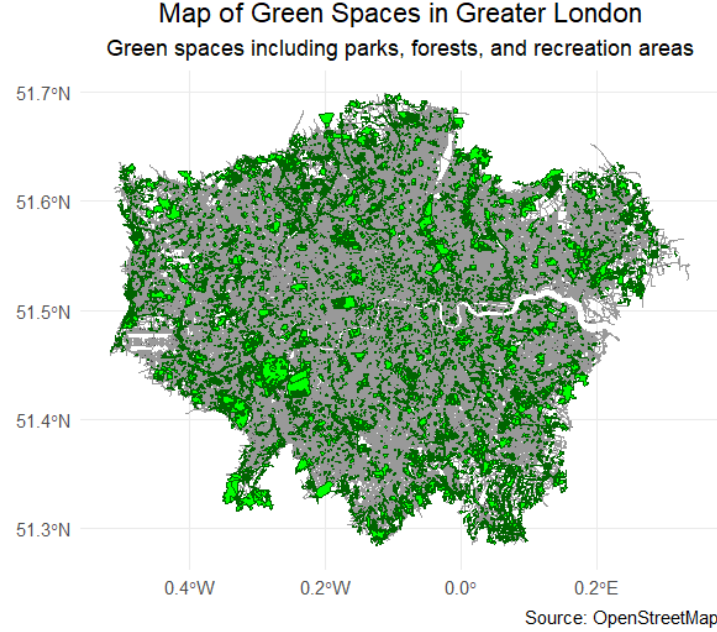 Map of Green Spaces in Greater London
Green spaces including parks, forests, and recreation areas
51.7°N
51.6°N
51.5°N
51.4°N
51.3°N
0.4°W
0.2°W
0.0°
0.2°E
Source: OpenStreetMap